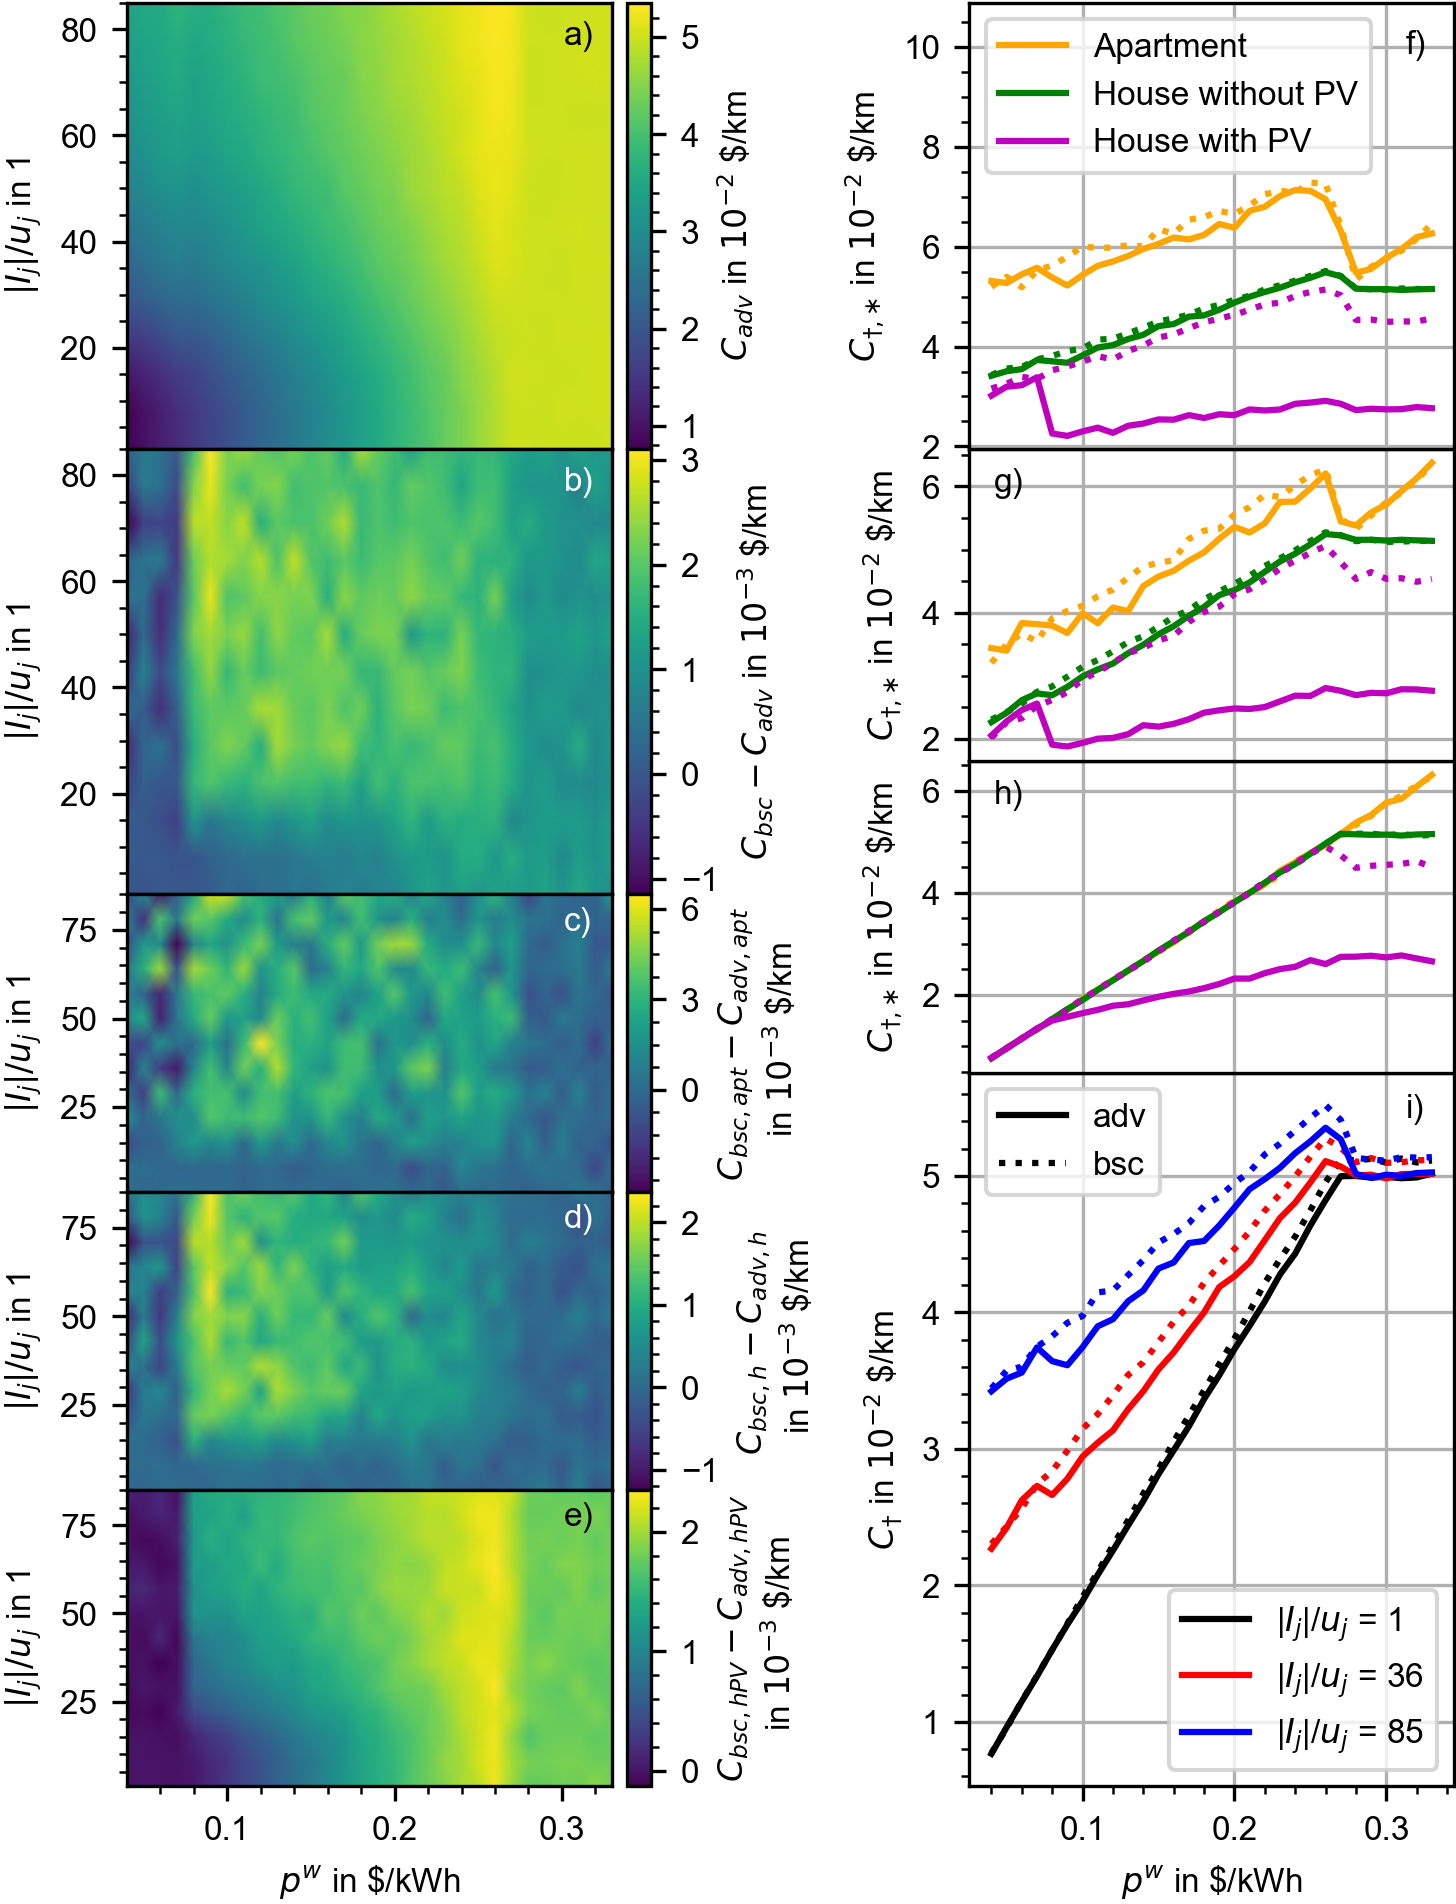 a)
80
60
40
20
|I_j|/u_j in 1
5
4
3
2
1
C_adv in 10⁻² $/km
b)
80
60
40
20
|I_j|/u_j in 1
3
2
1
0
−1
C_bsc − C_adv in 10⁻³ $/km
c)
75
50
25
|I_j|/u_j in 1
6
3
0
C_bsc,apt − C_adv,apt
in 10⁻³ $/km
d)
75
50
25
|I_j|/u_j in 1
2
1
0
−1
C_bsc,h − C_adv,h
in 10⁻³ $/km
e)
75
50
25
|I_j|/u_j in 1
2
1
0
C_bsc,hPV − C_adv,hPV
in 10⁻³ $/km
0.1 0.2 0.3
p^w in $/kWh
f)
Apartment
House without PV
House with PV
10
8
6
4
2
C_†,* in 10⁻² $/km
g)
6
4
2
C_†,* in 10⁻² $/km
h)
6
4
2
C_†,* in 10⁻² $/km
i)
adv
bsc
5
4
3
2
1
C_† in 10⁻² $/km
|I_j|/u_j = 1
|I_j|/u_j = 36
|I_j|/u_j = 85
0.1 0.2 0.3
p^w in $/kWh